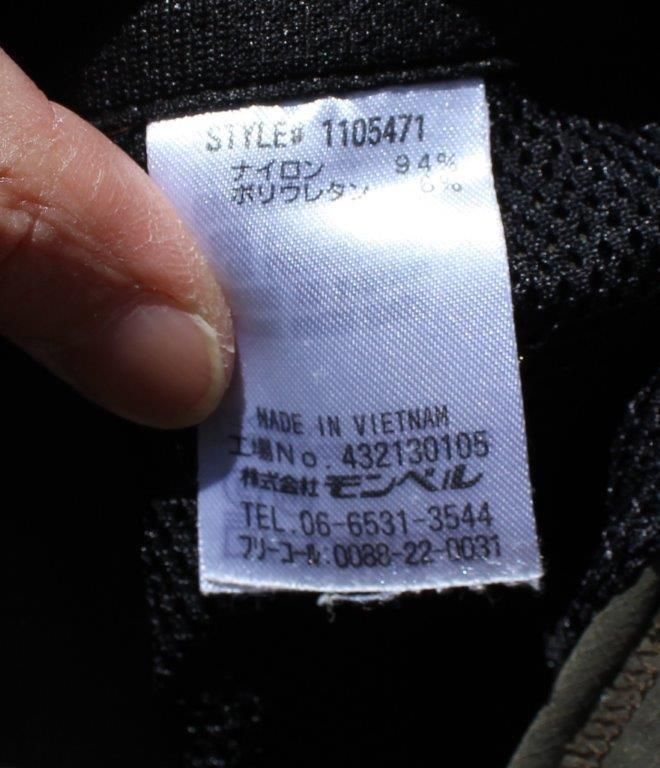 STYLE# 1105471
ナイロン 94%
ポリウレタン 6%
MADE IN VIETNAM
工場No. 432130105
株式会社 モンベル
TEL.06-6531-3544
フリーコール:0088-22-0031